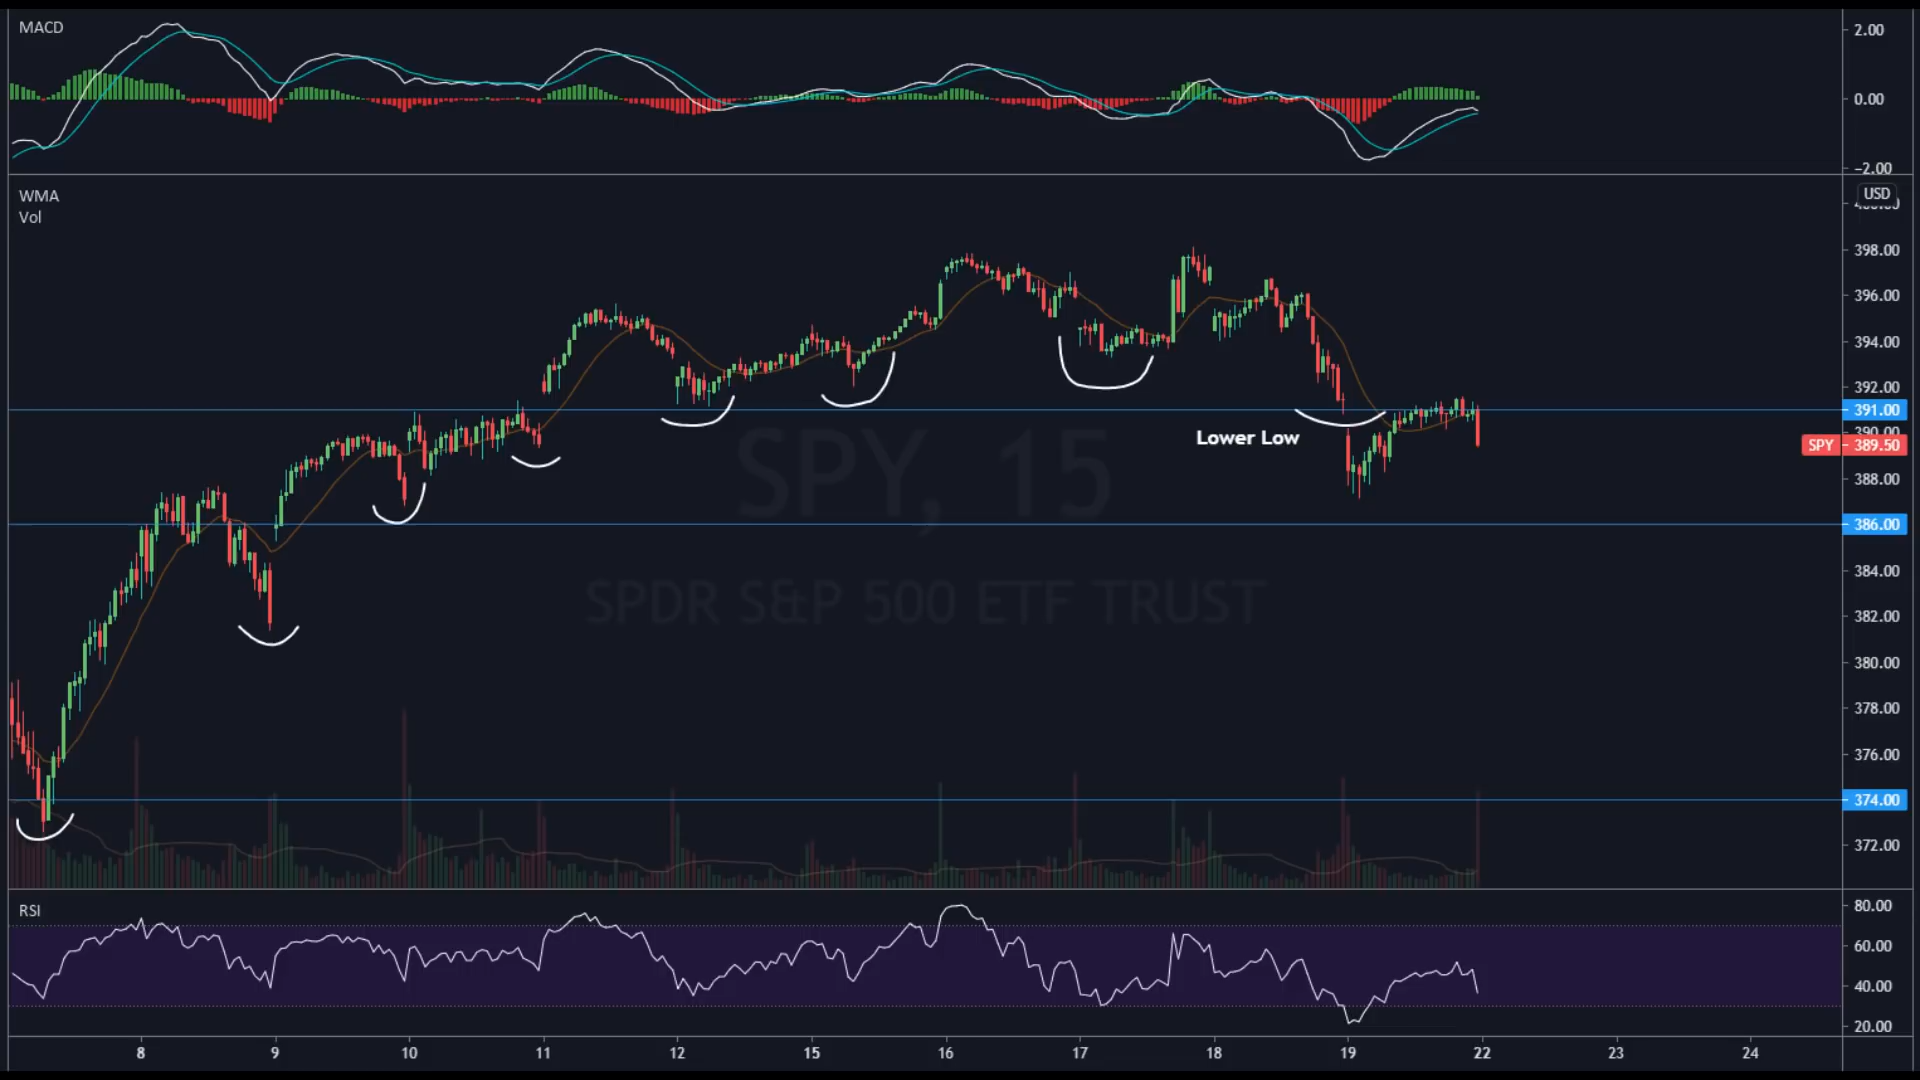 MACD
2.00
0.00
-2.00
WMA
Vol
USD
398.00
396.00
394.00
392.00
391.00
390.00
Lower Low
SPY 389.50
388.00
386.00
384.00
382.00
380.00
378.00
376.00
374.00
372.00
SPY, 15
SPDR S&P 500 ETF TRUST
RSI
80.00
60.00
40.00
20.00
8 9 10 11 12 15 16 17 18 19 22 23 24